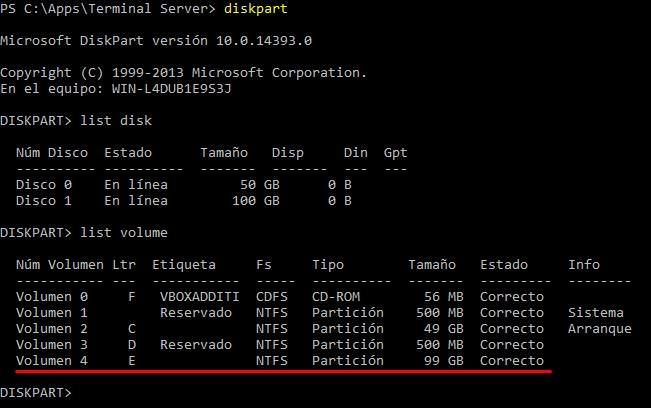 PS C:\Apps\Terminal Server> diskpart
Microsoft DiskPart versión 10.0.14393.0
Copyright (C) 1999-2013 Microsoft Corporation.
En el equipo: WIN-L4DUB1E9S3J
DISKPART> list disk
Núm Disco  Estado      Tamaño   Disp     Din  Gpt
---------- ---------- ------- ------- --- ---
Disco 0    En línea        50 GB      0 B
Disco 1    En línea       100 GB      0 B
DISKPART> list volume
Núm Volumen Ltr  Etiqueta     Fs     Tipo        Tamaño   Estado     Info
----------- --- ----------- ----- ---------- ------- --------- --------
Volumen 0     F   VBOXADDITI  CDFS   CD-ROM        56 MB  Correcto
Volumen 1         Reservado   NTFS   Partición    500 MB  Correcto   Sistema
Volumen 2     C               NTFS   Partición     49 GB  Correcto   Arranque
Volumen 3     D   Reservado   NTFS   Partición    500 MB  Correcto
Volumen 4     E               NTFS   Partición     99 GB  Correcto
DISKPART>